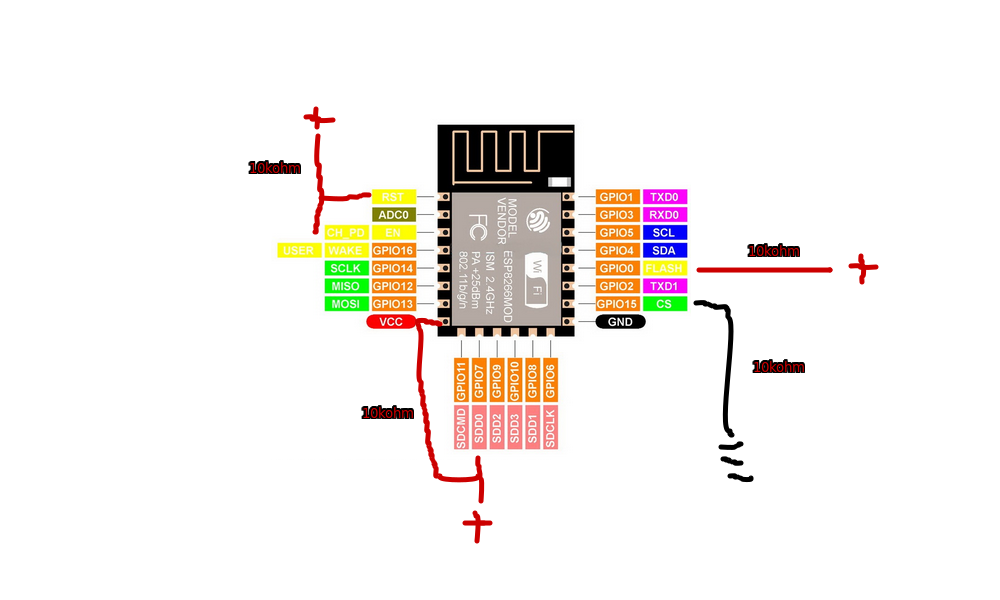 10kohm
RST
ADC0
CH_PD EN
USER WAKE GPIO16
SCLK GPIO14
MISO GPIO12
MOSI GPIO13
VCC
MODEL
VENDOR
ESP8266MOD
ISM 2.4GHz
PA +25dBm
802.11b/g/n
FC
Wi Fi
GPIO1 TXD0
GPIO3 RXD0
GPIO5 SCL
GPIO4 SDA
GPIO0 FLASH
GPIO2 TXD1
GPIO15 CS
GND
10kohm
10kohm
10kohm
GPIO11 SDCMD
GPIO7 SDD0
GPIO9 SDD2
GPIO10 SDD3
GPIO8 SDD1
GPIO6 SDCLK